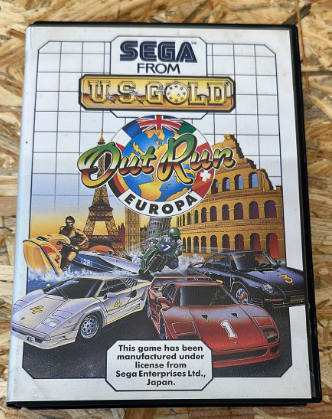 SEGA
FROM
U.S. GOLD
Out Run
EUROPA
1
This game has been
manufactured under
license from
Sega Enterprises Ltd.,
Japan.